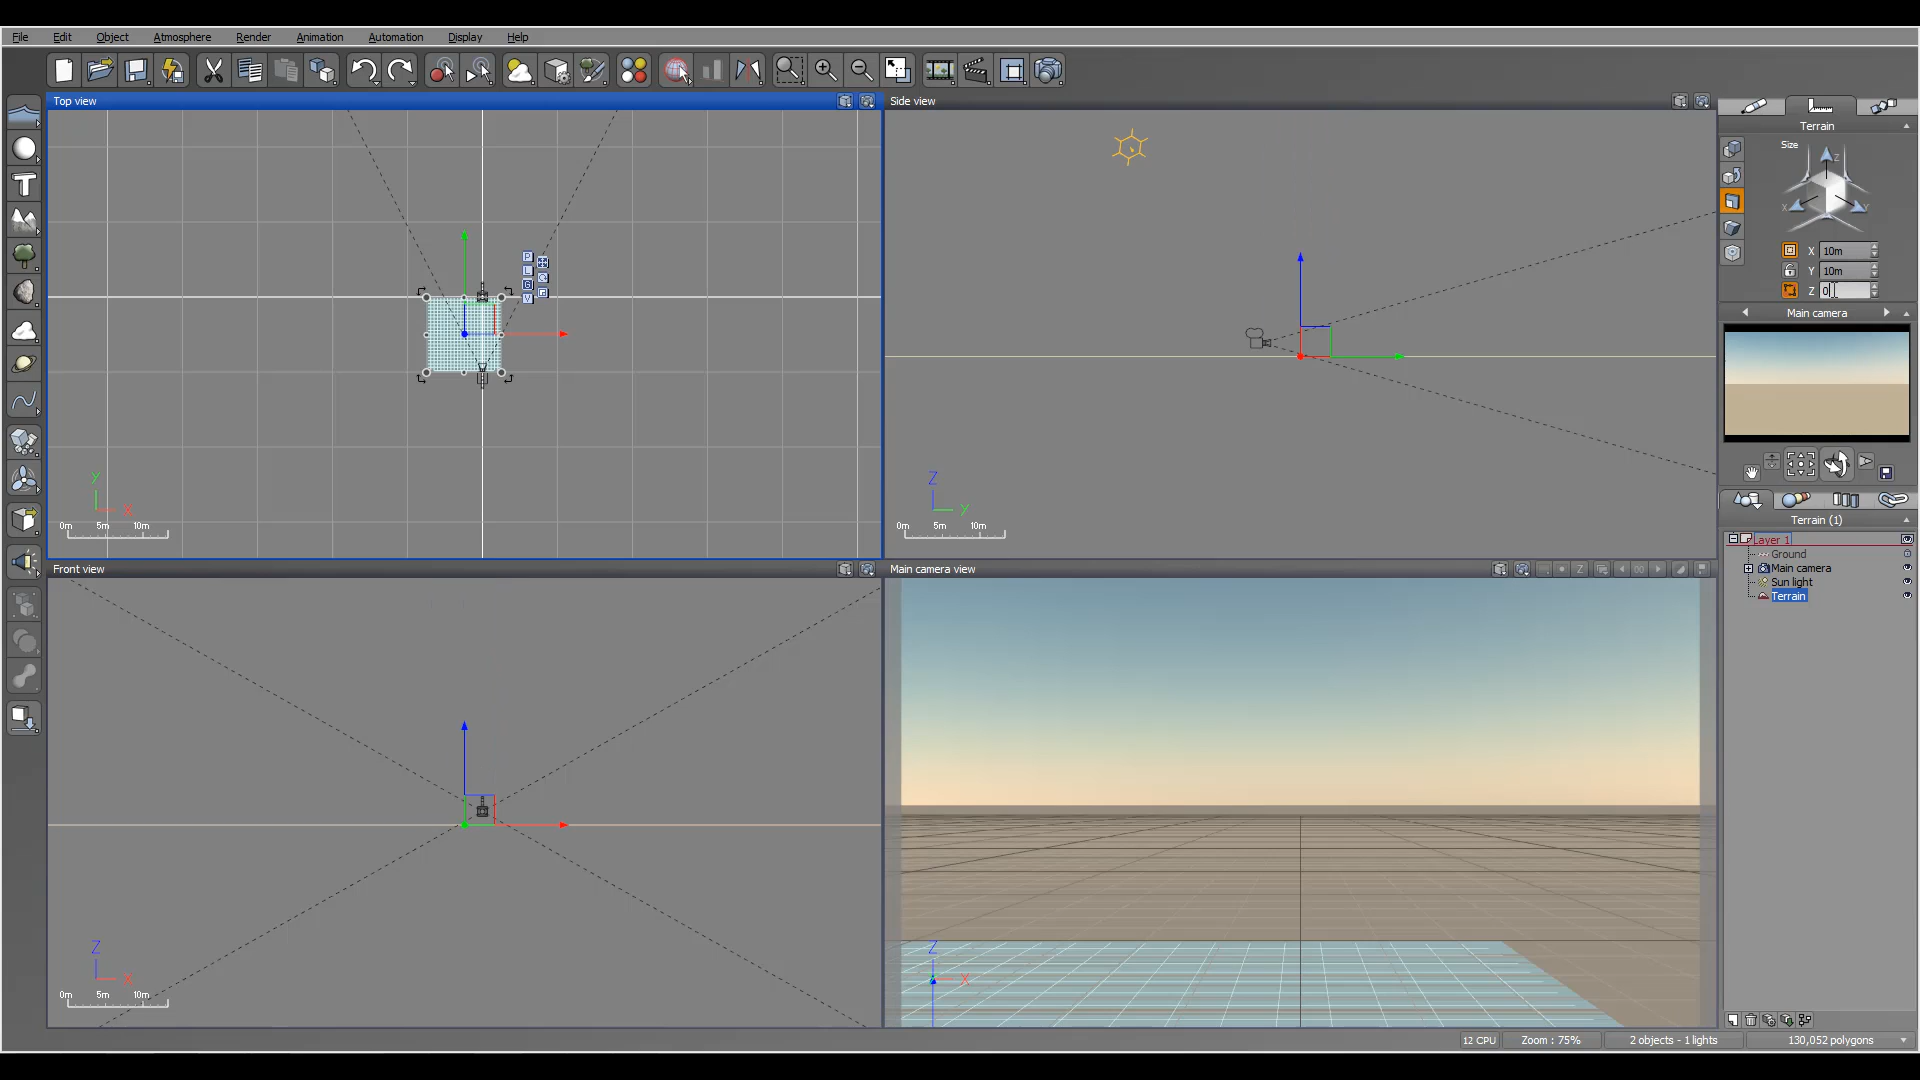 File Edit Object Atmosphere Render Animation Automation Display Help
Top view
Side view
Terrain
Size
Z
X Y
X 10m
Y 10m
Z 0
P
L
G
V
Main camera
Y
X
0m 5m 10m
Z
Y
0m 5m 10m
Terrain (1)
Layer 1
Ground
Main camera
Sun light
Terrain
Front view
Main camera view
Z
Z
X
0m 5m 10m
Z
X
12 CPU Zoom : 75% 2 objects - 1 lights 130,052 polygons